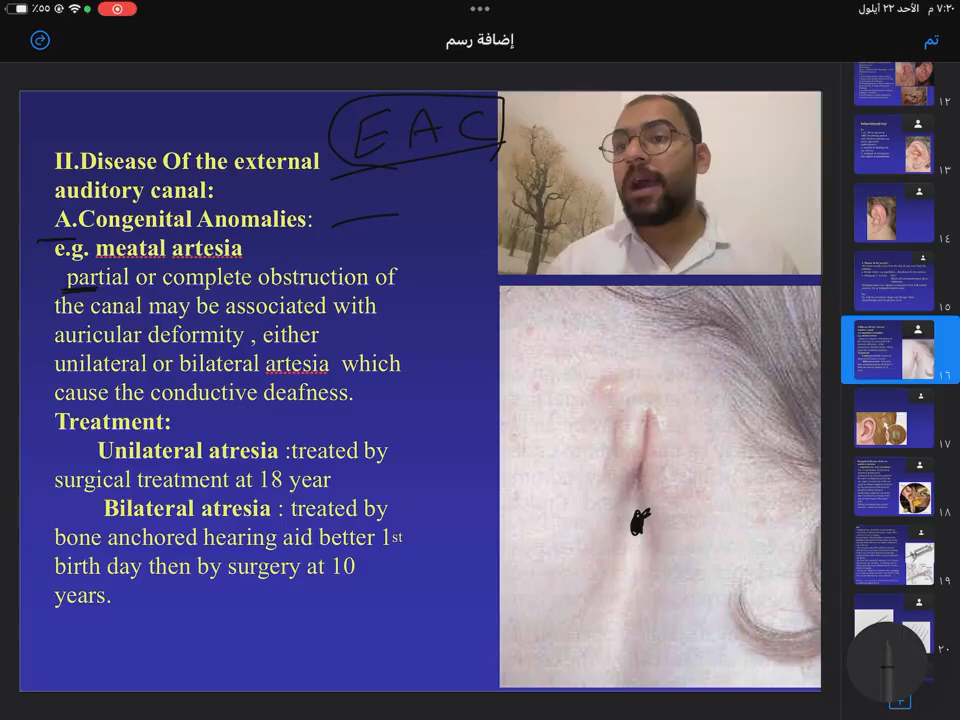 ٪٥٥
٧:٢٠ م الأحد ٢٢ أيلول
إضافة رسم
تم
EAC
II.Disease Of the external
auditory canal:
A.Congenital Anomalies:
e.g. meatal artesia
partial or complete obstruction of
the canal may be associated with
auricular deformity , either
unilateral or bilateral artesia which
cause the conductive deafness.
Treatment:
Unilateral atresia :treated by
surgical treatment at 18 year
Bilateral atresia : treated by
bone anchored hearing aid better 1st
birth day then by surgery at 10
years.
١٢
١٣
١٤
١٥
١٦
١٧
١٨
١٩
٢٠